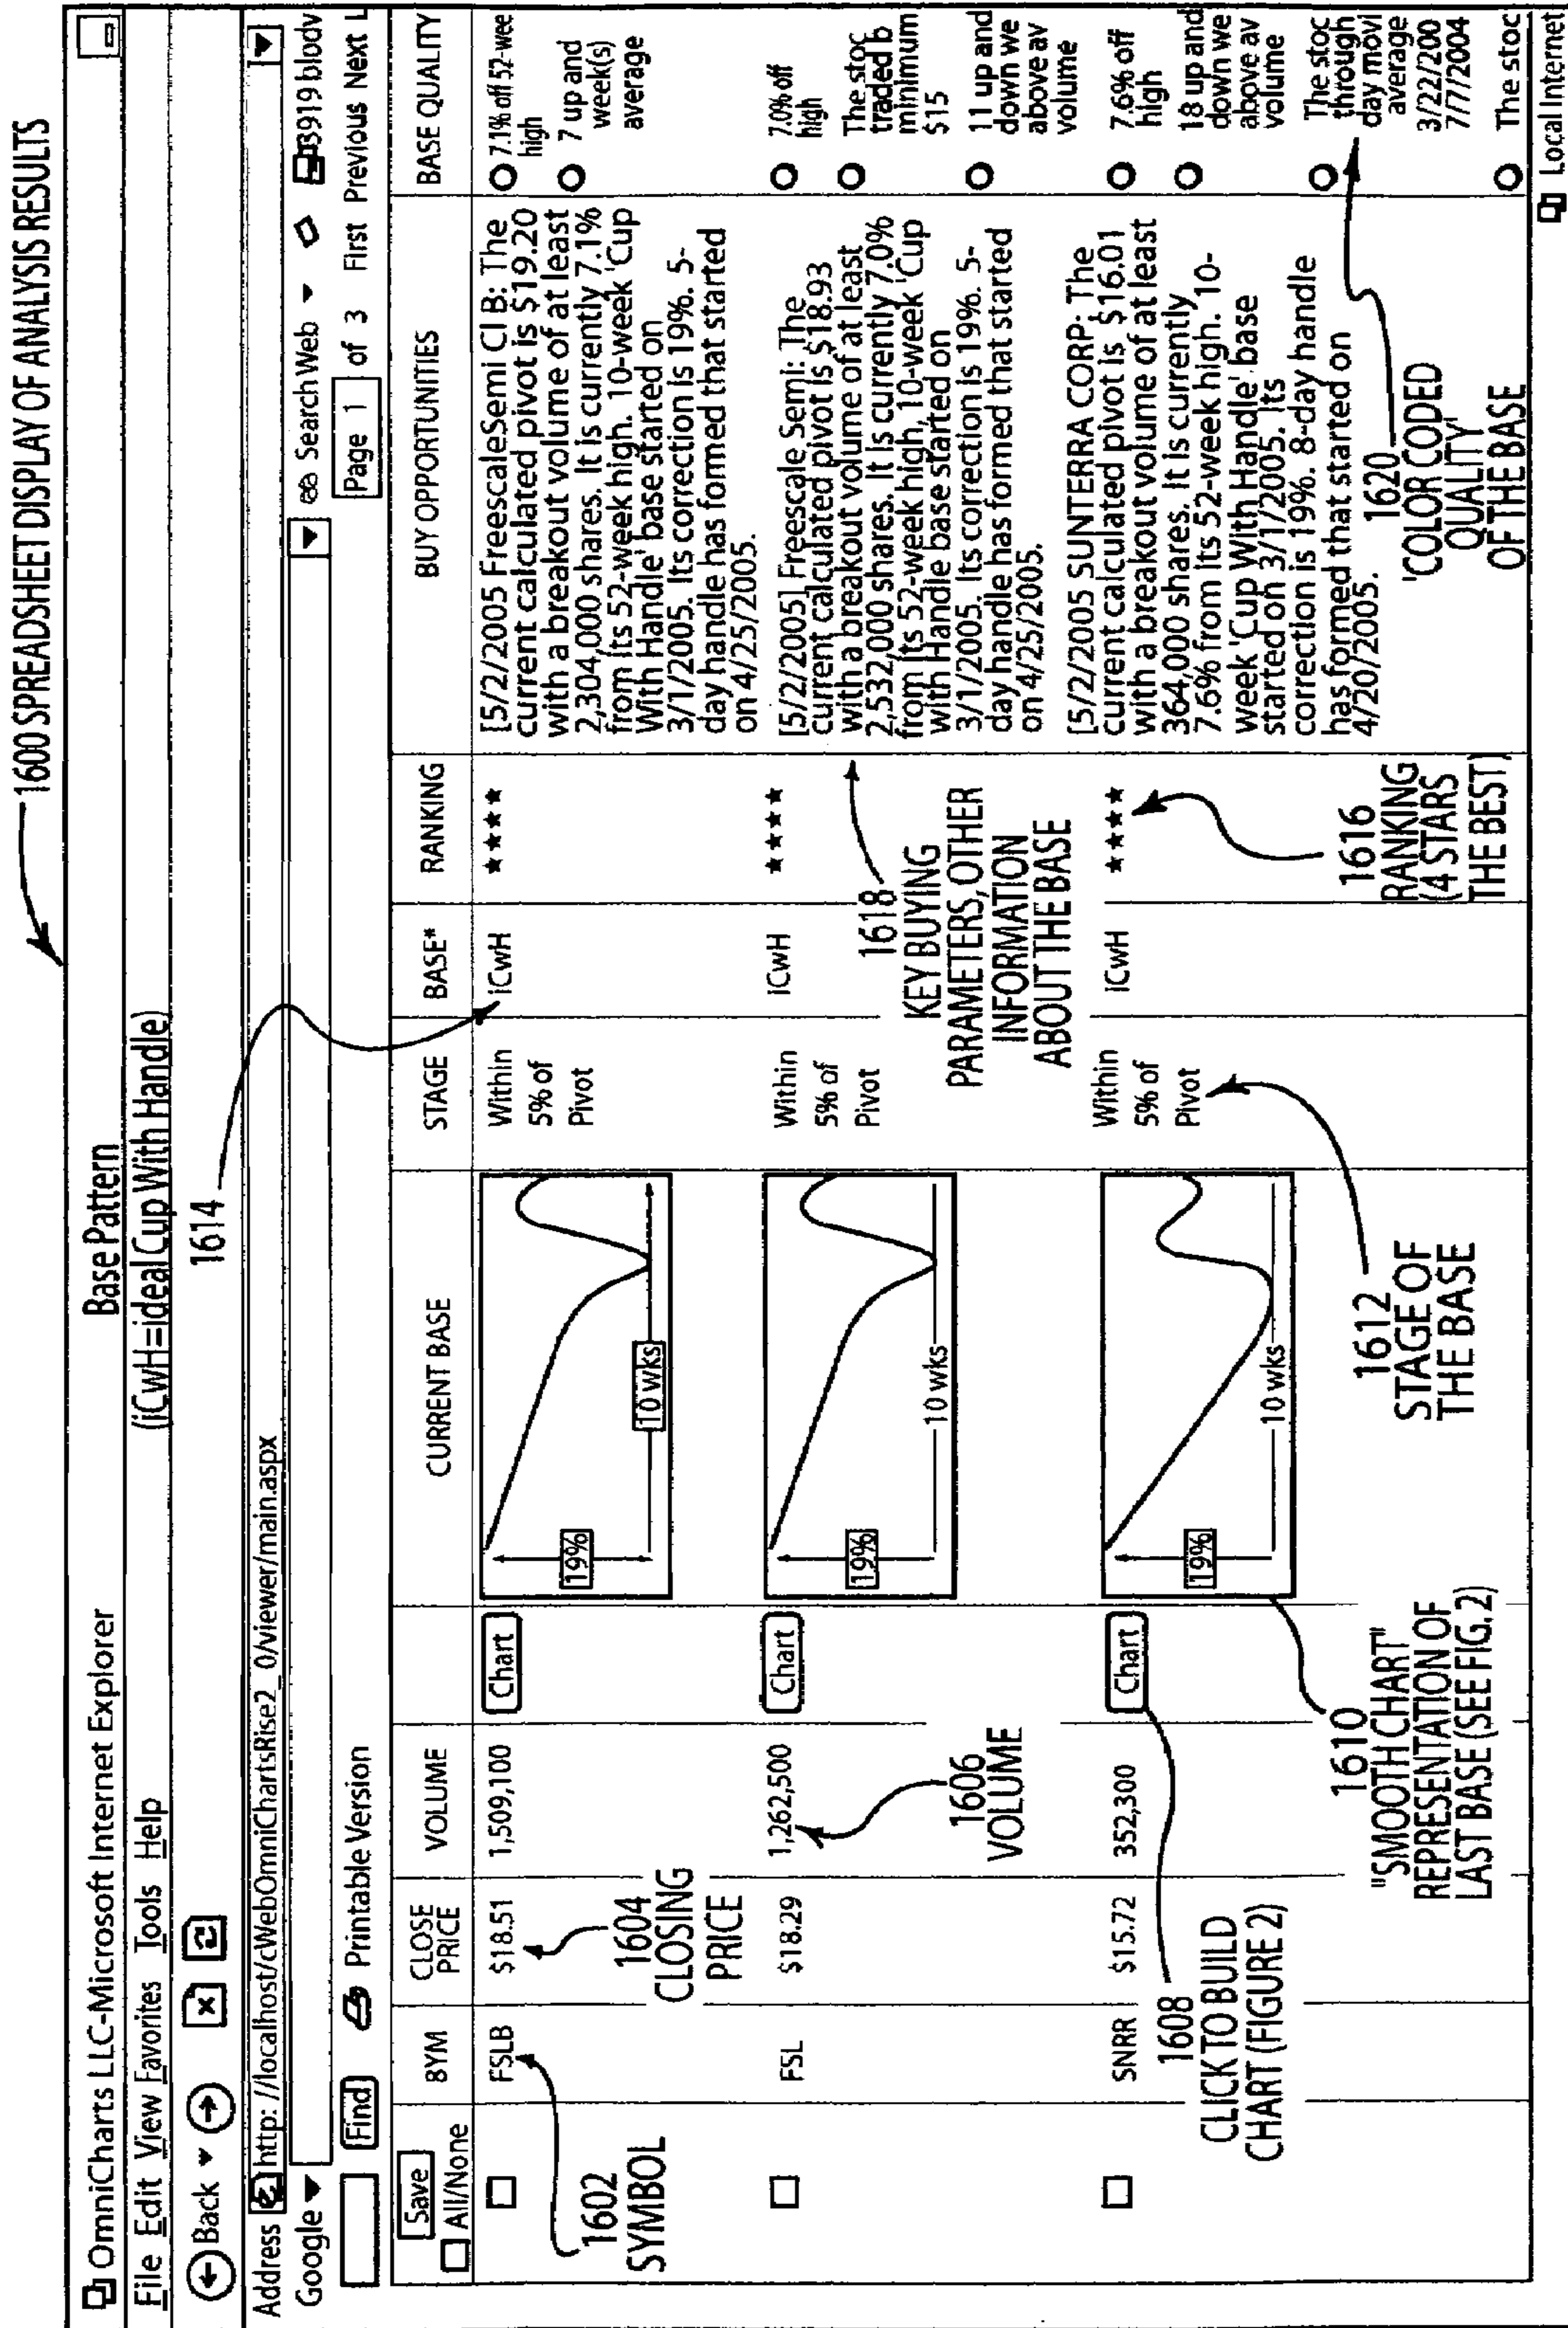 1600 SPREADSHEET DISPLAY OF ANALYSIS RESULTS
OmniCharts LLC-Microsoft Internet Explorer
Base Pattern
File Edit View Favorites Tools Help
(iCwH=ideal Cup With Handle)
Back
1614
Address http: //localhost/cWebOmniChartsRise2_0/viewer/main.aspx
Google
Search Web
3919 blody
Find
Printable Version
Page 1 of 3 First Previous Next L
Save
All/None
BYM
CLOSE
PRICE
VOLUME
CURRENT BASE
STAGE
BASE*
RANKING
BUY OPPORTUNITIES
BASE QUALITY
FSLB
$18.51
1,509,100
Chart
19%
10 wks
Within
5% of
Pivot
iCwH
★★★★
[5/2/2005 FreescaleSemi CI B: The
current calculated pivot is $19.20
with a breakout volume of at least
2,304,000 shares. It is currently 7.1%
from its 52-week high. 10-week 'Cup
With Handle' base started on
3/1/2005. Its correction is 19%. 5-
day handle has formed that started
on 4/25/2005.
7.1% off 52-wee
high
7 up and
week(s)
average
1602
SYMBOL
1604
CLOSING
PRICE
FSL
$18.29
1,262,500
Chart
19%
10 wks
Within
5% of
Pivot
iCwH
★★★★
[5/2/2005] Freescale Semi: The
current calculated pivot is $18.93
with a breakout volume of at least
2,532,000 shares. It is currently 7.0%
from its 52-week high, 10-week 'Cup
with Handle base started on
3/1/2005. Its correction is 19%. 5-
day handle has formed that started
on 4/25/2005.
7.0% off
high
The stoc
traded b
minimum
$15
11 up and
down we
above av
volume
1606
VOLUME
1618
KEY BUYING
PARAMETERS, OTHER
INFORMATION
ABOUT THE BASE
SNRR
$15.72
352,300
Chart
19%
10 wks
Within
5% of
Pivot
iCwH
★★★★
[5/2/2005 SUNTERRA CORP: The
current calculated pivot is $16.01
with a breakout volume of at least
364,000 shares. It is currently
7.6% from its 52-week high. 10-
week 'Cup With Handle' base
started on 3/1/2005. Its
correction is 19%. 8-day handle
has formed that started on
4/20/2005.
7.6% off
high
18 up and
down we
above av
volume
The stoc
through
day movi
average
3/22/200
7/7/2004
The stoc
1608
CLICK TO BUILD
CHART (FIGURE 2)
1610
"SMOOTH CHART"
REPRESENTATION OF
LAST BASE (SEE FIG. 2)
1612
STAGE OF
THE BASE
1616
RANKING
(4 STARS
THE BEST)
1620
'COLOR CODED
QUALITY'
OF THE BASE
Local Internet